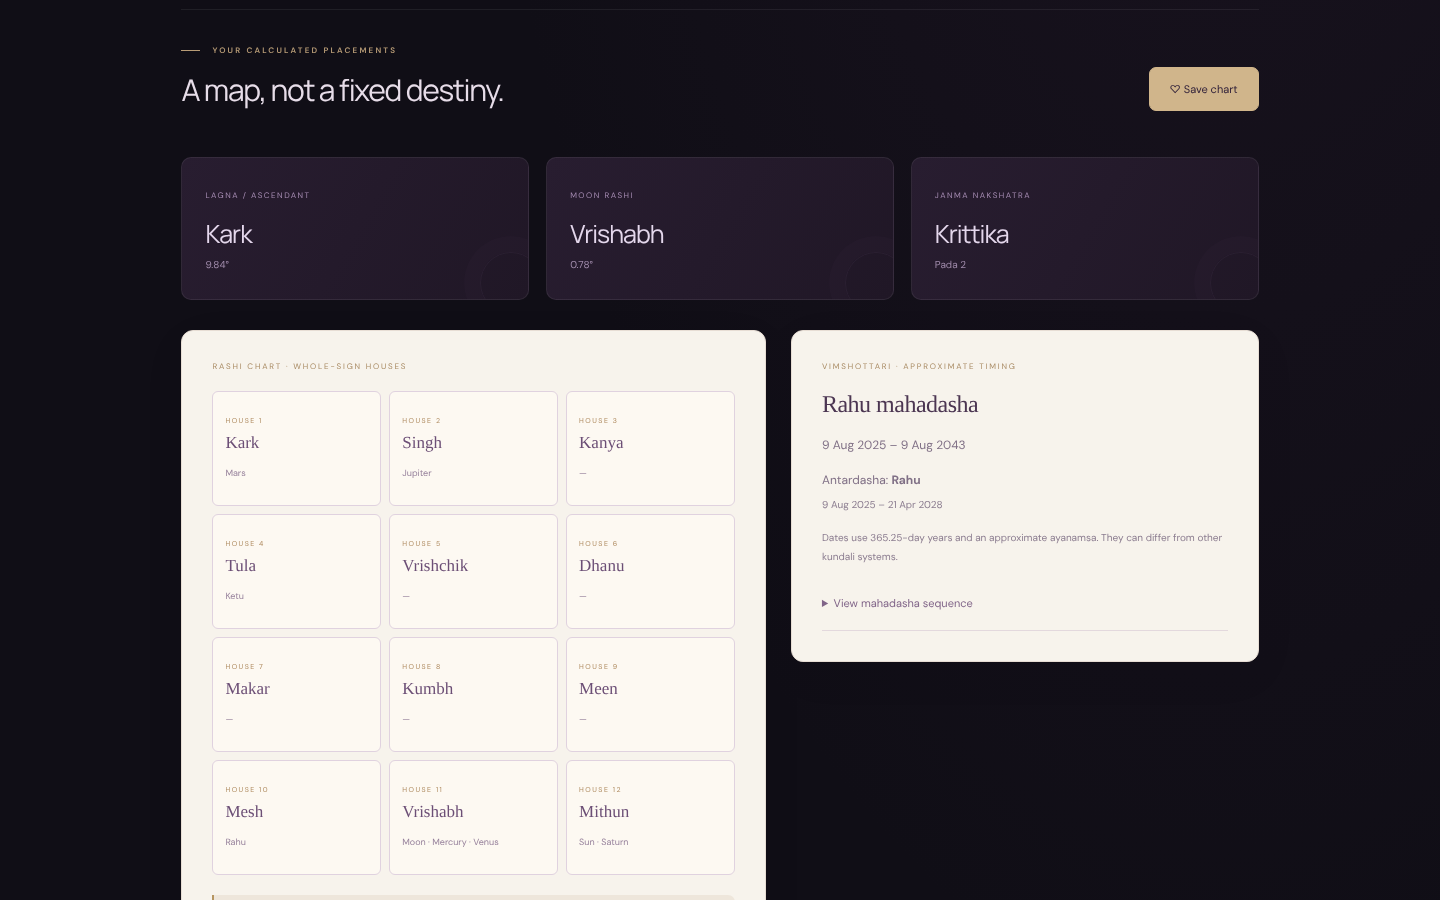 YOUR CALCULATED PLACEMENTS
A map, not a fixed destiny.
♡ Save chart
LAGNA / ASCENDANT
Kark
9.84°
MOON RASHI
Vrishabh
0.78°
JANMA NAKSHATRA
Krittika
Pada 2
RASHI CHART · WHOLE-SIGN HOUSES
HOUSE 1
Kark
Mars
HOUSE 2
Singh
Jupiter
HOUSE 3
Kanya
—
HOUSE 4
Tula
Ketu
HOUSE 5
Vrishchik
—
HOUSE 6
Dhanu
—
HOUSE 7
Makar
—
HOUSE 8
Kumbh
—
HOUSE 9
Meen
—
HOUSE 10
Mesh
Rahu
HOUSE 11
Vrishabh
Moon · Mercury · Venus
HOUSE 12
Mithun
Sun · Saturn
VIMSHOTTARI · APPROXIMATE TIMING
Rahu mahadasha
9 Aug 2025 – 9 Aug 2043
Antardasha: Rahu
9 Aug 2025 – 21 Apr 2028
Dates use 365.25-day years and an approximate ayanamsa. They can differ from other
kundali systems.
▶ View mahadasha sequence